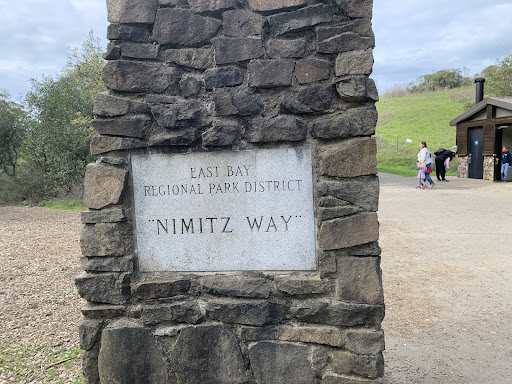 EAST BAY
REGIONAL PARK DISTRICT
"NIMITZ WAY"